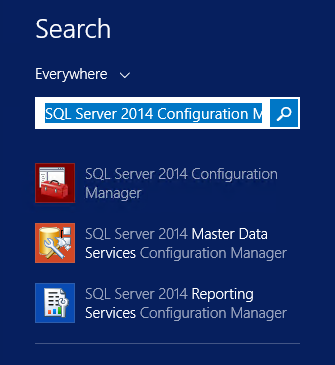 Search
Everywhere
SQL Server 2014 Configuration M
SQL Server 2014 Configuration
Manager
SQL Server 2014 Master Data
Services Configuration Manager
SQL Server 2014 Reporting
Services Configuration Manager